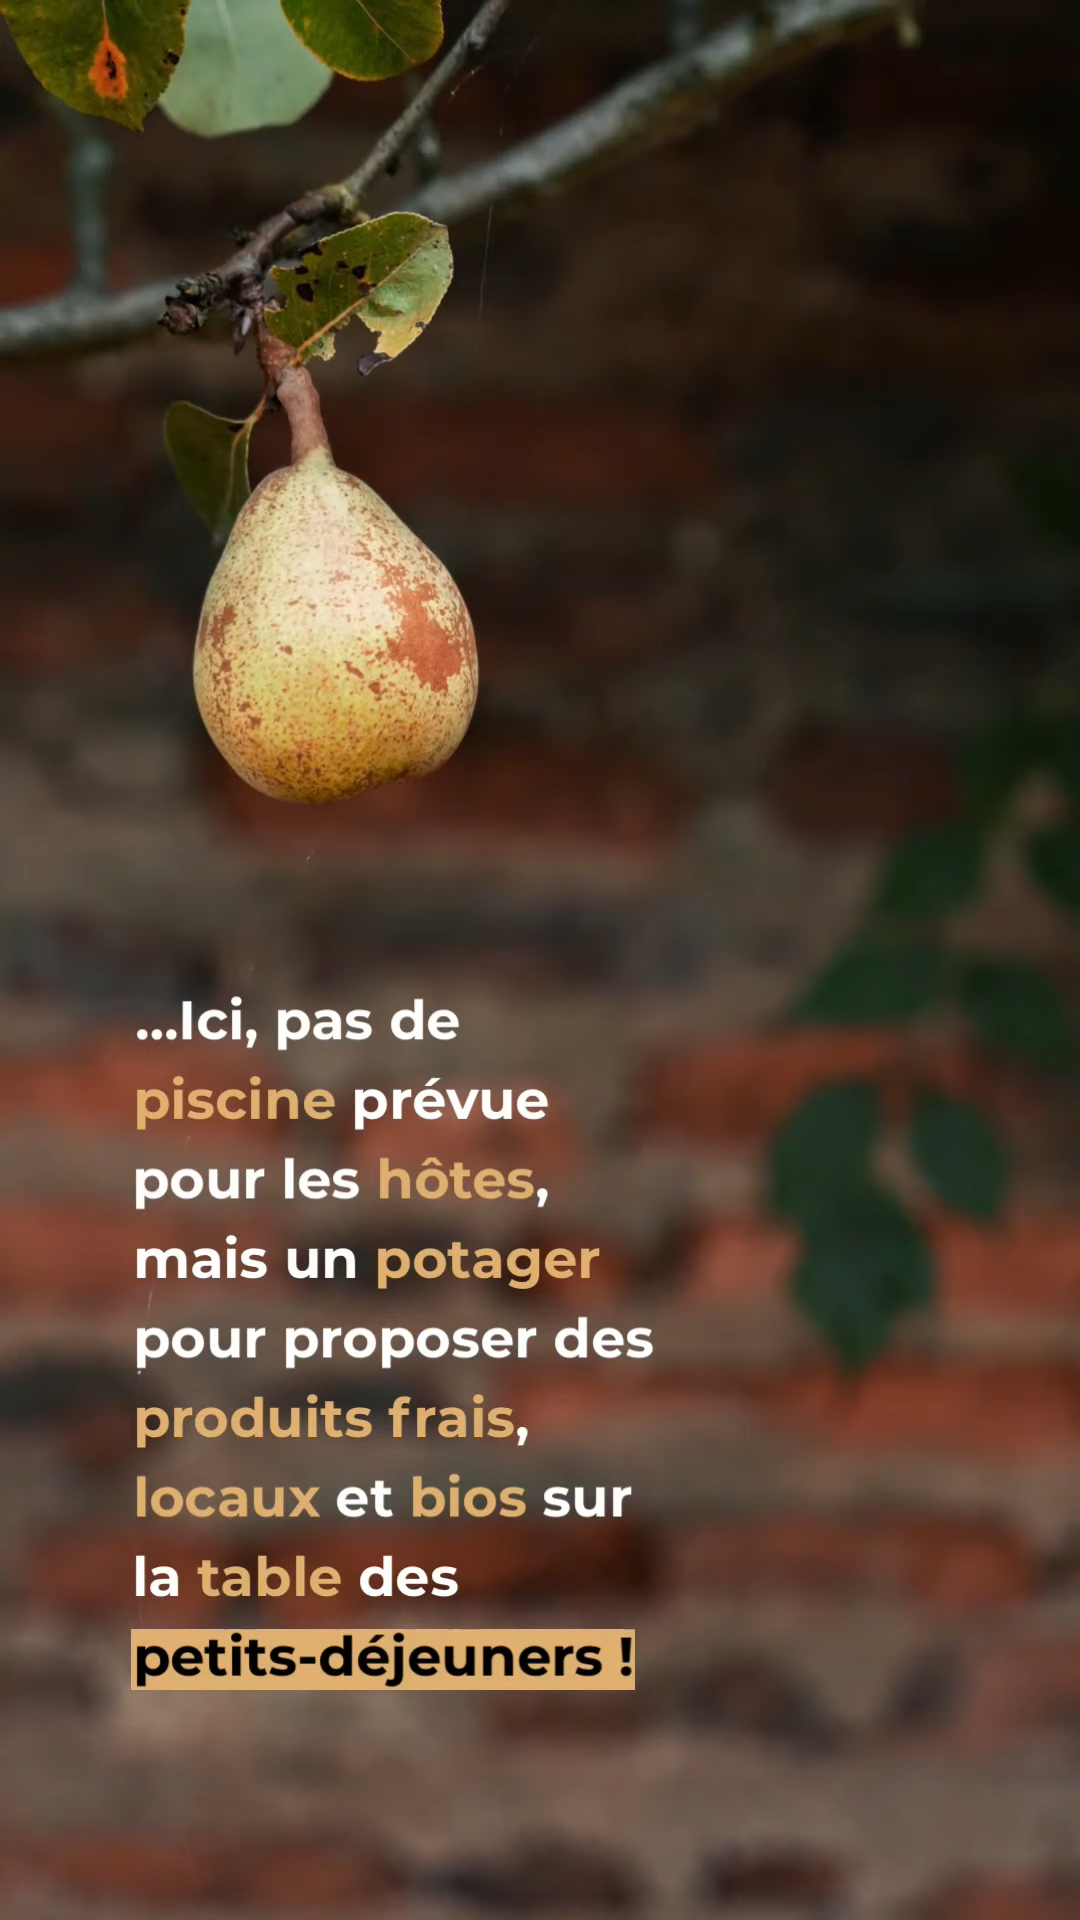 ...Ici, pas de
piscine prévue
pour les hôtes,
mais un potager
pour proposer des
produits frais,
locaux et bios sur
la table des
petits-déjeuners !